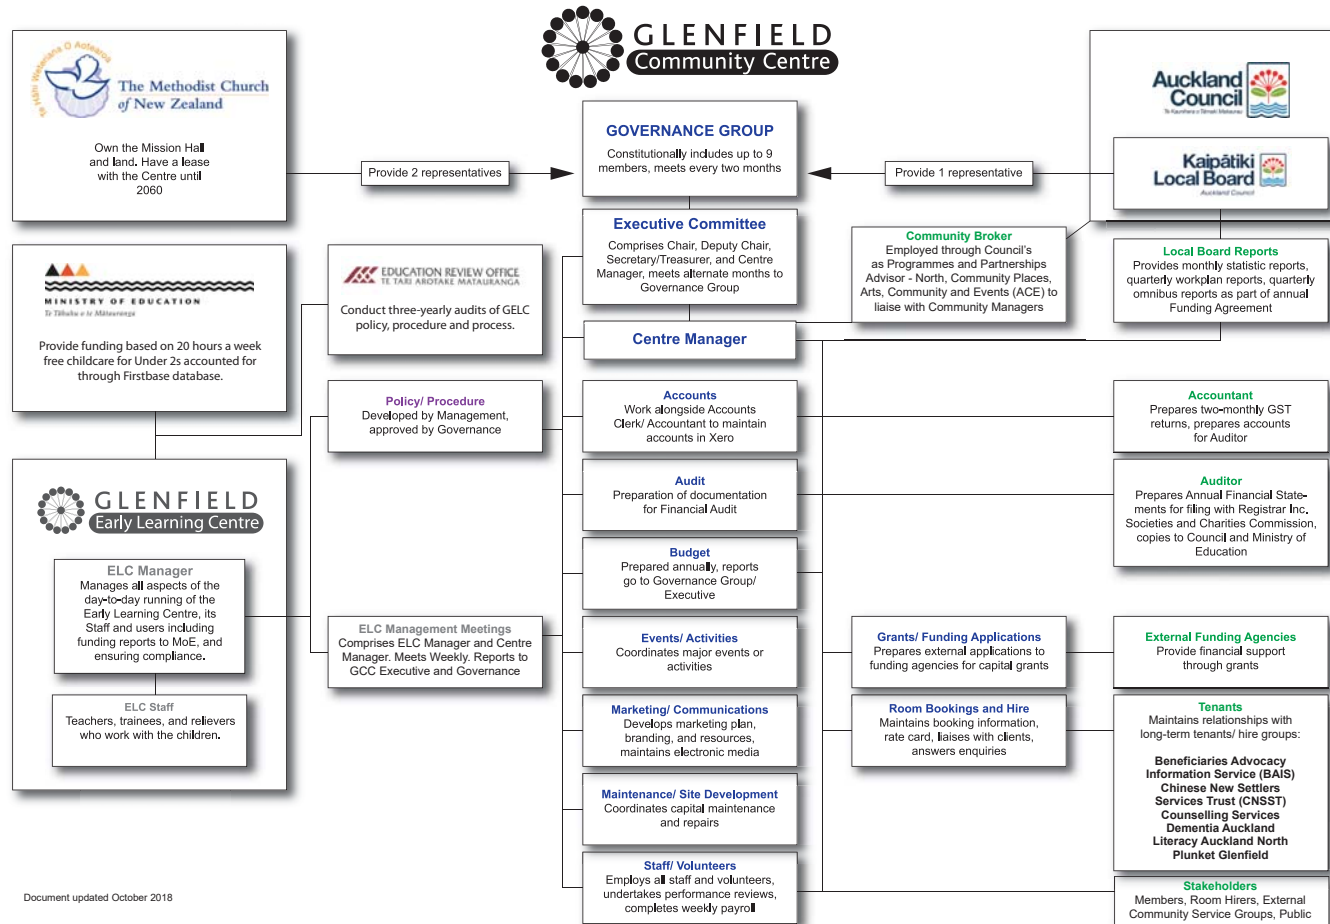 GLENFIELD
Community Centre
Te Hāhi Weteriana O Aotearoa
The Methodist Church
of New Zealand
Own the Mission Hall
and land. Have a lease
with the Centre until
2060
Provide 2 representatives
GOVERNANCE GROUP
Constitutionally includes up to 9
members, meets every two months
Provide 1 representative
Auckland
Council
Te Kaunihera o Tāmaki Makaurau
Kaipātiki
Local Board
Auckland Council
Executive Committee
Comprises Chair, Deputy Chair,
Secretary/Treasurer, and Centre
Manager, meets alternate months to
Governance Group
Community Broker
Employed through Council's
as Programmes and Partnerships
Advisor - North, Community Places,
Arts, Community and Events (ACE) to
liaise with Community Managers
Local Board Reports
Provides monthly statistic reports,
quarterly workplan reports, quarterly
omnibus reports as part of annual
Funding Agreement
MINISTRY OF EDUCATION
Te Tāhuhu o te Mātauranga
Provide funding based on 20 hours a week
free childcare for Under 2s accounted for
through Firstbase database.
EDUCATION REVIEW OFFICE
TE TARI AROTAKE MATAURANGA
Conduct three-yearly audits of GELC
policy, procedure and process.
Centre Manager
Policy/ Procedure
Developed by Management,
approved by Governance
Accounts
Work alongside Accounts
Clerk/ Accountant to maintain
accounts in Xero
Accountant
Prepares two-monthly GST
returns, prepares accounts
for Auditor
GLENFIELD
Early Learning Centre
Audit
Preparation of documentation
for Financial Audit
Auditor
Prepares Annual Financial State-
ments for filing with Registrar Inc.
Societies and Charities Commission,
copies to Council and Ministry of
Education
ELC Manager
Manages all aspects of the
day-to-day running of the
Early Learning Centre, its
Staff and users including
funding reports to MoE, and
ensuring compliance.
Budget
Prepared annually, reports
go to Governance Group/
Executive
ELC Management Meetings
Comprises ELC Manager and Centre
Manager. Meets Weekly. Reports to
GCC Executive and Governance
Events/ Activities
Coordinates major events or
activities
Grants/ Funding Applications
Prepares external applications to
funding agencies for capital grants
External Funding Agencies
Provide financial support
through grants
ELC Staff
Teachers, trainees, and relievers
who work with the children.
Marketing/ Communications
Develops marketing plan,
branding, and resources,
maintains electronic media
Room Bookings and Hire
Maintains booking information,
rate card, liaises with clients,
answers enquiries
Tenants
Maintains relationships with
long-term tenants/ hire groups:
Beneficiaries Advocacy
Information Service (BAIS)
Chinese New Settlers
Services Trust (CNSST)
Counselling Services
Dementia Auckland
Literacy Auckland North
Plunket Glenfield
Maintenance/ Site Development
Coordinates capital maintenance
and repairs
Staff/ Volunteers
Employs all staff and volunteers,
undertakes performance reviews,
completes weekly payroll
Stakeholders
Members, Room Hirers, External
Community Service Groups, Public
Document updated October 2018